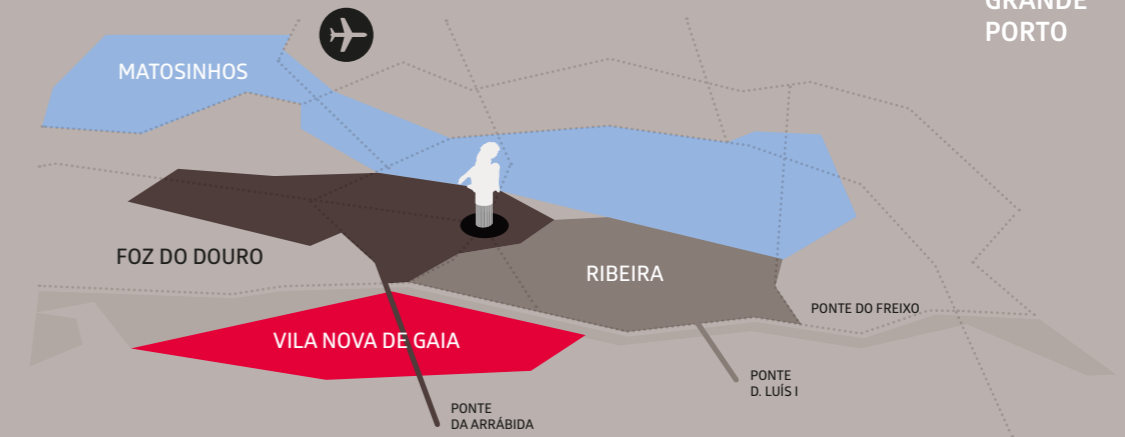 GRANDE
PORTO
MATOSINHOS
FOZ DO DOURO
RIBEIRA
PONTE DO FREIXO
VILA NOVA DE GAIA
PONTE
D. LUÍS I
PONTE
DA ARRÁBIDA